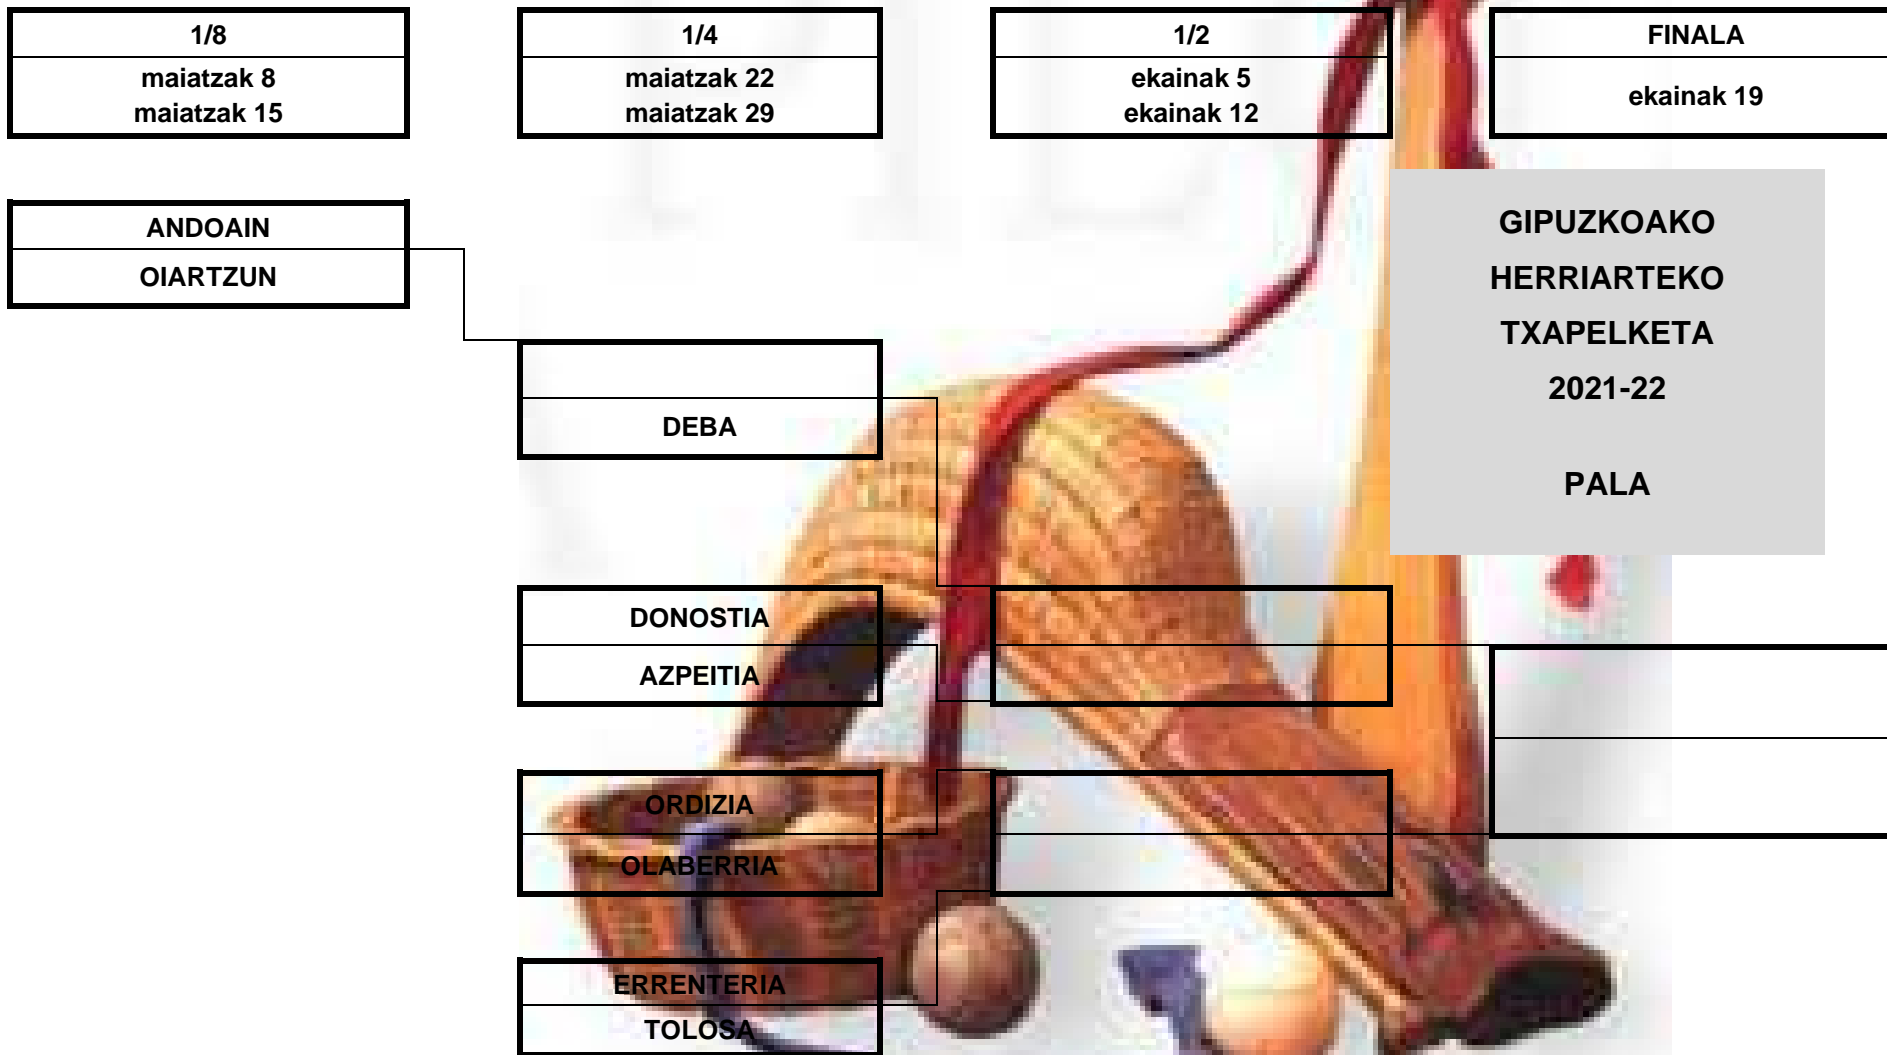 1/8
maiatzak 8
maiatzak 15
1/4
maiatzak 22
maiatzak 29
1/2
ekainak 5
ekainak 12
FINALA
ekainak 19
ANDOAIN
OIARTZUN
GIPUZKOAKO
HERRIARTEKO
TXAPELKETA
2021-22
PALA
DEBA
DONOSTIA
AZPEITIA
ORDIZIA
OLABERRIA
ERRENTERIA
TOLOSA